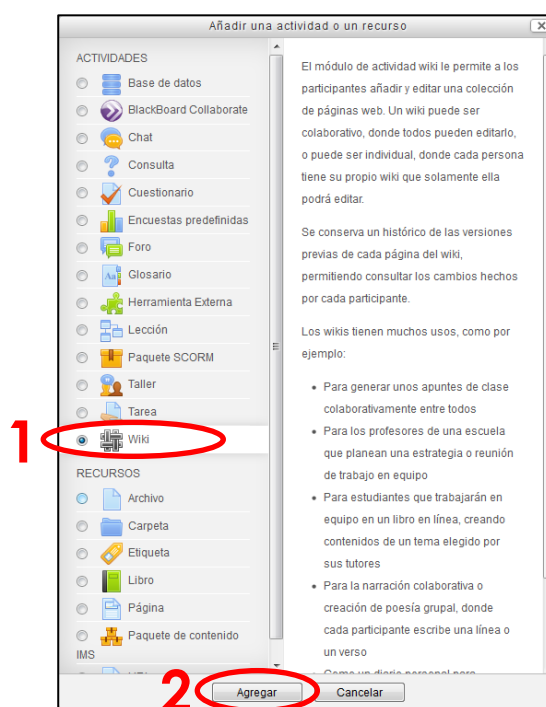 Añadir una actividad o un recurso
ACTIVIDADES
Base de datos
BlackBoard Collaborate
Chat
Consulta
Cuestionario
Encuestas predefinidas
Foro
Glosario
Herramienta Externa
Lección
Paquete SCORM
Taller
Tarea
1
Wiki
RECURSOS
Archivo
Carpeta
Etiqueta
Libro
Página
Paquete de contenido
IMS
El módulo de actividad wiki le permite a los
participantes añadir y editar una colección
de páginas web. Un wiki puede ser
colaborativo, donde todos pueden editarlo,
o puede ser individual, donde cada persona
tiene su propio wiki que solamente ella
podrá editar.
Se conserva un histórico de las versiones
previas de cada página del wiki,
permitiendo consultar los cambios hechos
por cada participante.
Los wikis tienen muchos usos, como por
ejemplo:
• Para generar unos apuntes de clase
colaborativamente entre todos
• Para los profesores de una escuela
que planean una estrategia o reunión
de trabajo en equipo
• Para estudiantes que trabajarán en
equipo en un libro en línea, creando
contenidos de un tema elegido por
sus tutores
• Para la narración colaborativa o
creación de poesía grupal, donde
cada participante escribe una línea o
un verso
• Como un diario personal para
2
Agregar
Cancelar